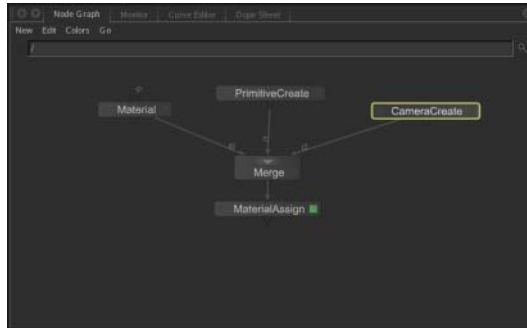 Node Graph Monitor Curve Editor Dope Sheet
New Edit Colors Go
/
PrimitiveCreate
Material
CameraCreate
Merge
MaterialAssign